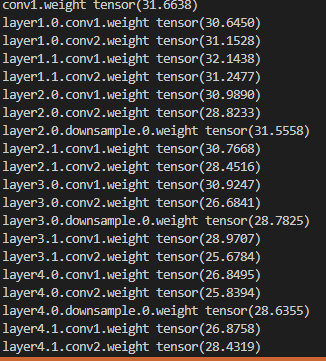 conv1.weight tensor(31.6638)
layer1.0.conv1.weight tensor(30.6450)
layer1.0.conv2.weight tensor(31.1528)
layer1.1.conv1.weight tensor(32.1438)
layer1.1.conv2.weight tensor(31.2477)
layer2.0.conv1.weight tensor(30.9890)
layer2.0.conv2.weight tensor(28.8233)
layer2.0.downsample.0.weight tensor(31.5558)
layer2.1.conv1.weight tensor(30.7668)
layer2.1.conv2.weight tensor(28.4516)
layer3.0.conv1.weight tensor(30.9247)
layer3.0.conv2.weight tensor(26.6841)
layer3.0.downsample.0.weight tensor(28.7825)
layer3.1.conv1.weight tensor(28.9707)
layer3.1.conv2.weight tensor(25.6784)
layer4.0.conv1.weight tensor(26.8495)
layer4.0.conv2.weight tensor(25.8394)
layer4.0.downsample.0.weight tensor(28.6355)
layer4.1.conv1.weight tensor(26.8758)
layer4.1.conv2.weight tensor(28.4319)